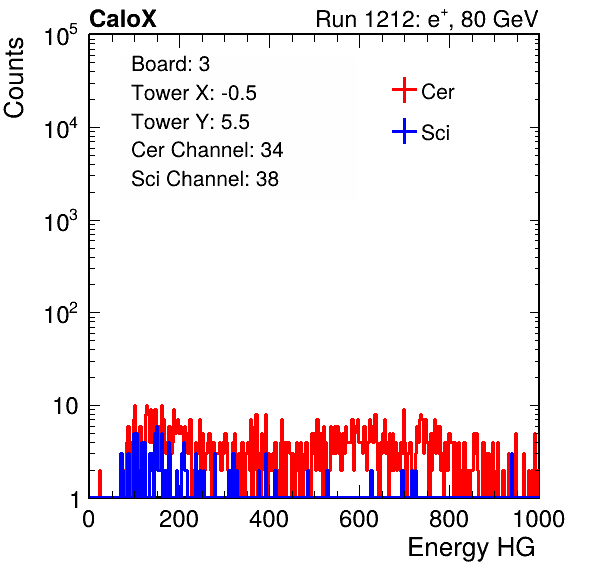 CaloX Run 1212: e⁺, 80 GeV
Counts
10⁵
10⁴
10³
10²
10
1
Board: 3
Tower X: -0.5
Tower Y: 5.5
Cer Channel: 34
Sci Channel: 38
Cer
Sci
0 200 400 600 800 1000
Energy HG